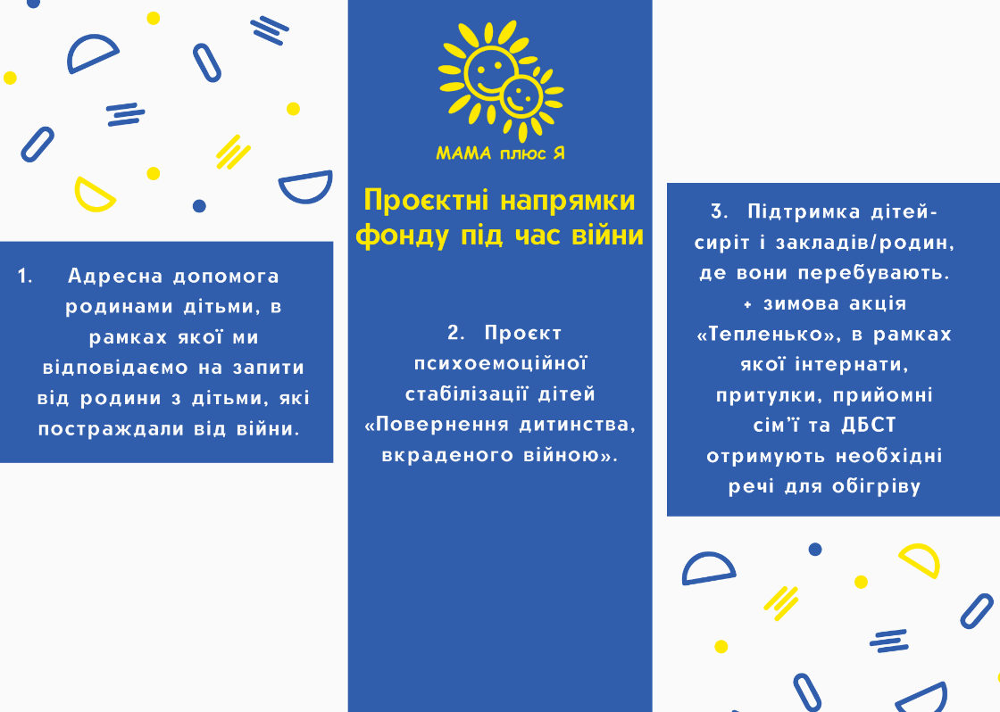 МАМА плюс Я
Проєктні напрямки
фонду під час війни
1. Адресна допомога
родинами дітьми, в
рамках якої ми
відповідаємо на запити
від родини з дітьми, які
постраждали від війни.
2. Проєкт
психоемоційної
стабілізації дітей
«Повернення дитинства,
вкраденого війною».
3. Підтримка дітей-
сиріт і закладів/родин,
де вони перебувають.
+ зимова акція
«Тепленько», в рамках
якої інтернати,
притулки, прийомні
сім’ї та ДБСТ
отримують необхідні
речі для обігріву